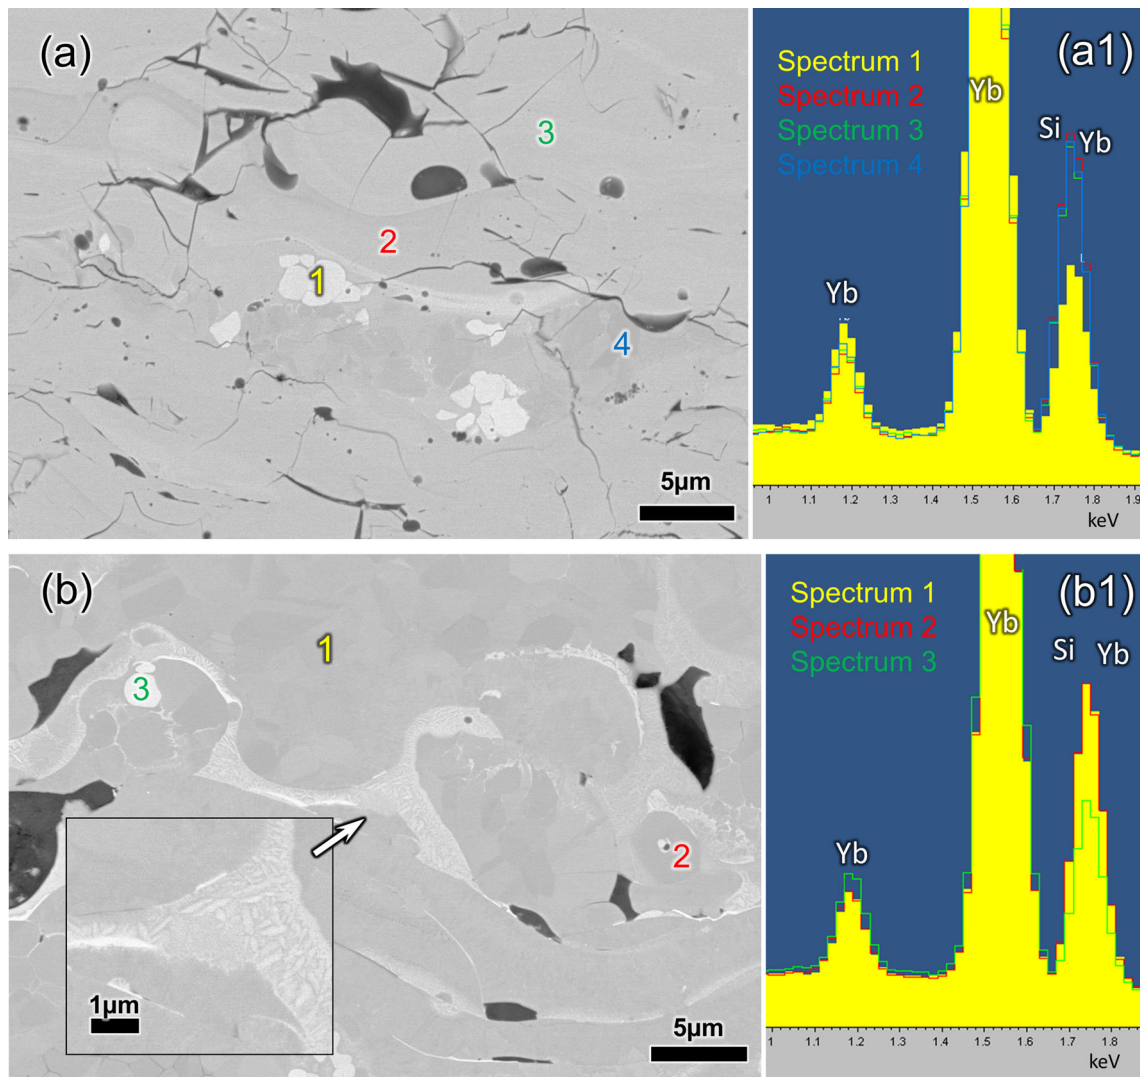 (a)
3
2
1
4
5µm
(a1)
Spectrum 1
Spectrum 2
Spectrum 3
Spectrum 4
Yb
Si
Yb
Yb
1 1.1 1.2 1.3 1.4 1.5 1.6 1.7 1.8 1.9
keV
(b)
1
3
2
1µm
5µm
(b1)
Spectrum 1
Spectrum 2
Spectrum 3
Yb
Si
Yb
Yb
1 1.1 1.2 1.3 1.4 1.5 1.6 1.7 1.8
keV